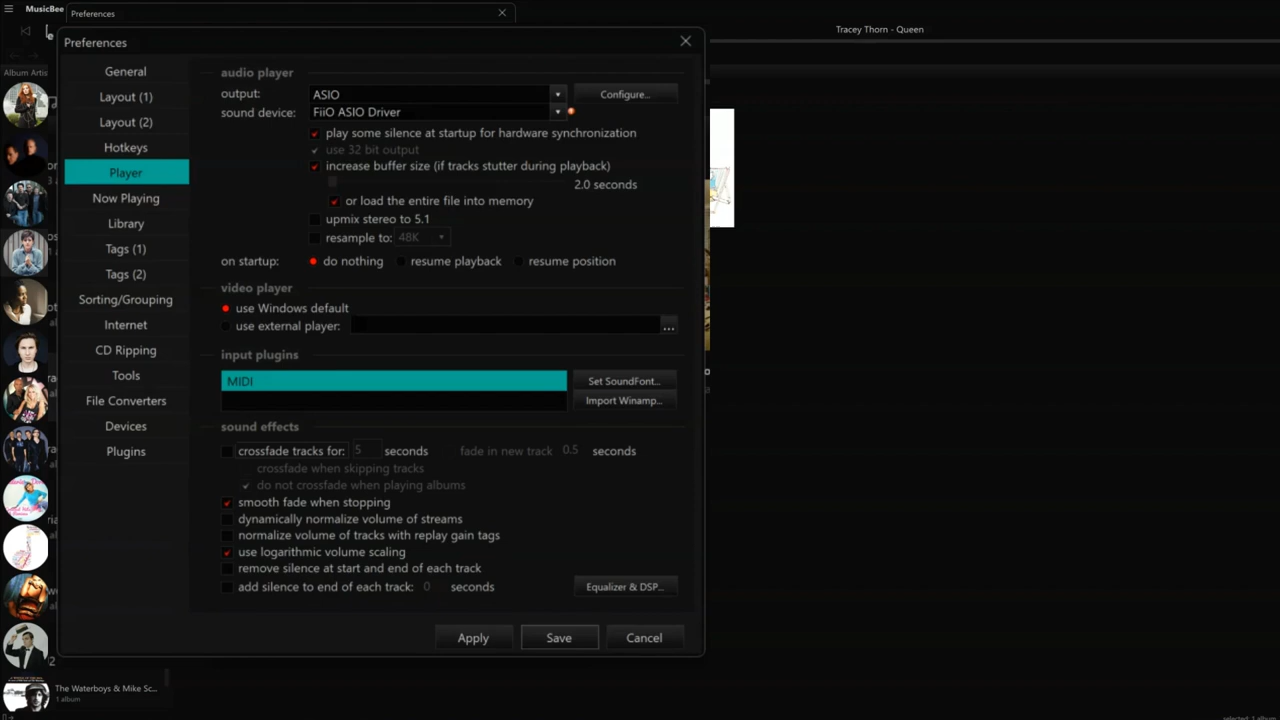 MusicBee
Preferences
Tracey Thorn - Queen
Preferences
Album Artis
General
Layout (1)
Layout (2)
Hotkeys
Player
Now Playing
Library
Tags (1)
Tags (2)
Sorting/Grouping
Internet
CD Ripping
Tools
File Converters
Devices
Plugins
audio player
output: ASIO Configure...
sound device: FiiO ASIO Driver
play some silence at startup for hardware synchronization
use 32 bit output
increase buffer size (if tracks stutter during playback)
2.0 seconds
or load the entire file into memory
upmix stereo to 5.1
resample to: 48K
on startup: do nothing resume playback resume position
video player
use Windows default
use external player: ...
input plugins
MIDI Set SoundFont...
Import Winamp...
sound effects
crossfade tracks for: 5 seconds fade in new track 0.5 seconds
crossfade when skipping tracks
do not crossfade when playing albums
smooth fade when stopping
dynamically normalize volume of streams
normalize volume of tracks with replay gain tags
use logarithmic volume scaling
remove silence at start and end of each track
add silence to end of each track: 0 seconds Equalizer & DSP...
Apply Save Cancel
The Waterboys & Mike Sc...
1 album
selected: 1 album